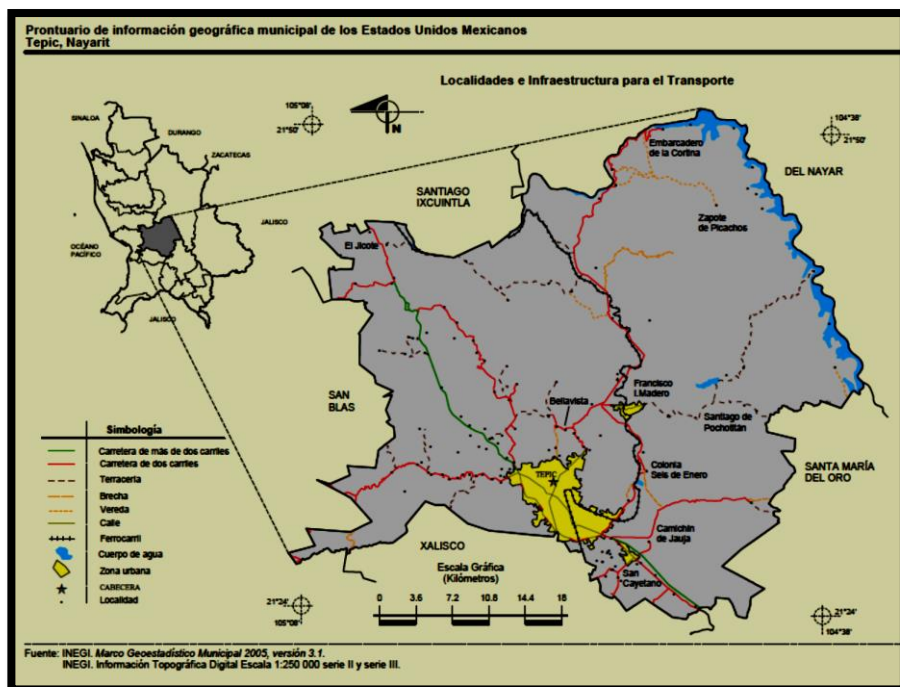 Prontuario de información geográfica municipal de los Estados Unidos Mexicanos
Tepic, Nayarit
Localidades e Infraestructura para el Transporte
SINALOA
DURANGO
ZACATECAS
JALISCO
OCÉANO
PACÍFICO
JALISCO
105°08'
21°50'
N
104°38'
21°50'
Embarcadero
de la Cortina
DEL NAYAR
SANTIAGO
IXCUINTLA
Zapote
de Picachos
El Jicote
SAN
BLAS
Bellavista
Francisco
I. Madero
Santiago de
Pochotitán
TEPIC
Colonia
Seis de Enero
SANTA MARÍA
DEL ORO
Camichín
de Jauja
XALISCO
San
Cayetano
Simbología
Carretera de más de dos carriles
Carretera de dos carriles
Terracería
Brecha
Vereda
Calle
Ferrocarril
Cuerpo de agua
Zona urbana
CABECERA
Localidad
Escala Gráfica
(Kilómetros)
0 3.6 7.2 10.8 14.4 18
21°24'
105°08'
21°24'
104°38'
Fuente: INEGI. Marco Geoestadístico Municipal 2005, versión 3.1.
INEGI. Información Topográfica Digital Escala 1:250 000 serie II y serie III.